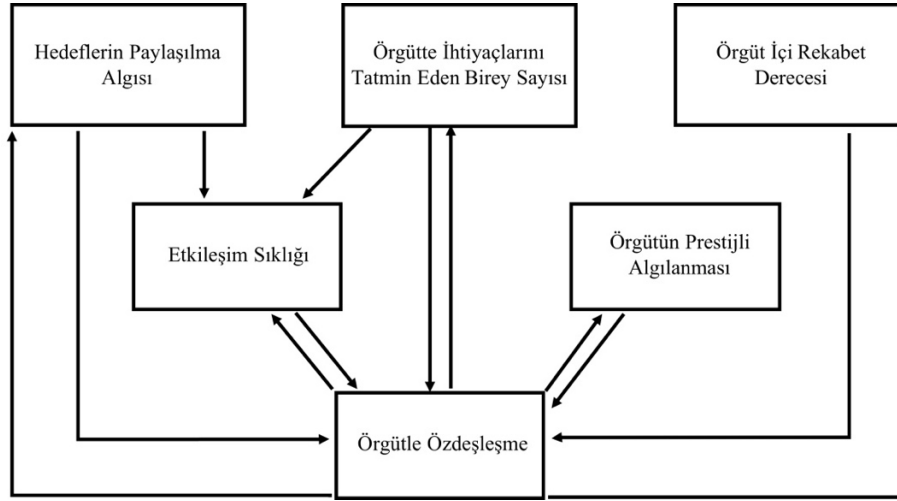 Hedeflerin Paylaşılma
Algısı
Örgütte İhtiyaçlarını
Tatmin Eden Birey Sayısı
Örgüt İçi Rekabet
Derecesi
Etkileşim Sıklığı
Örgütün Prestijli
Algılanması
Örgütle Özdeşleşme